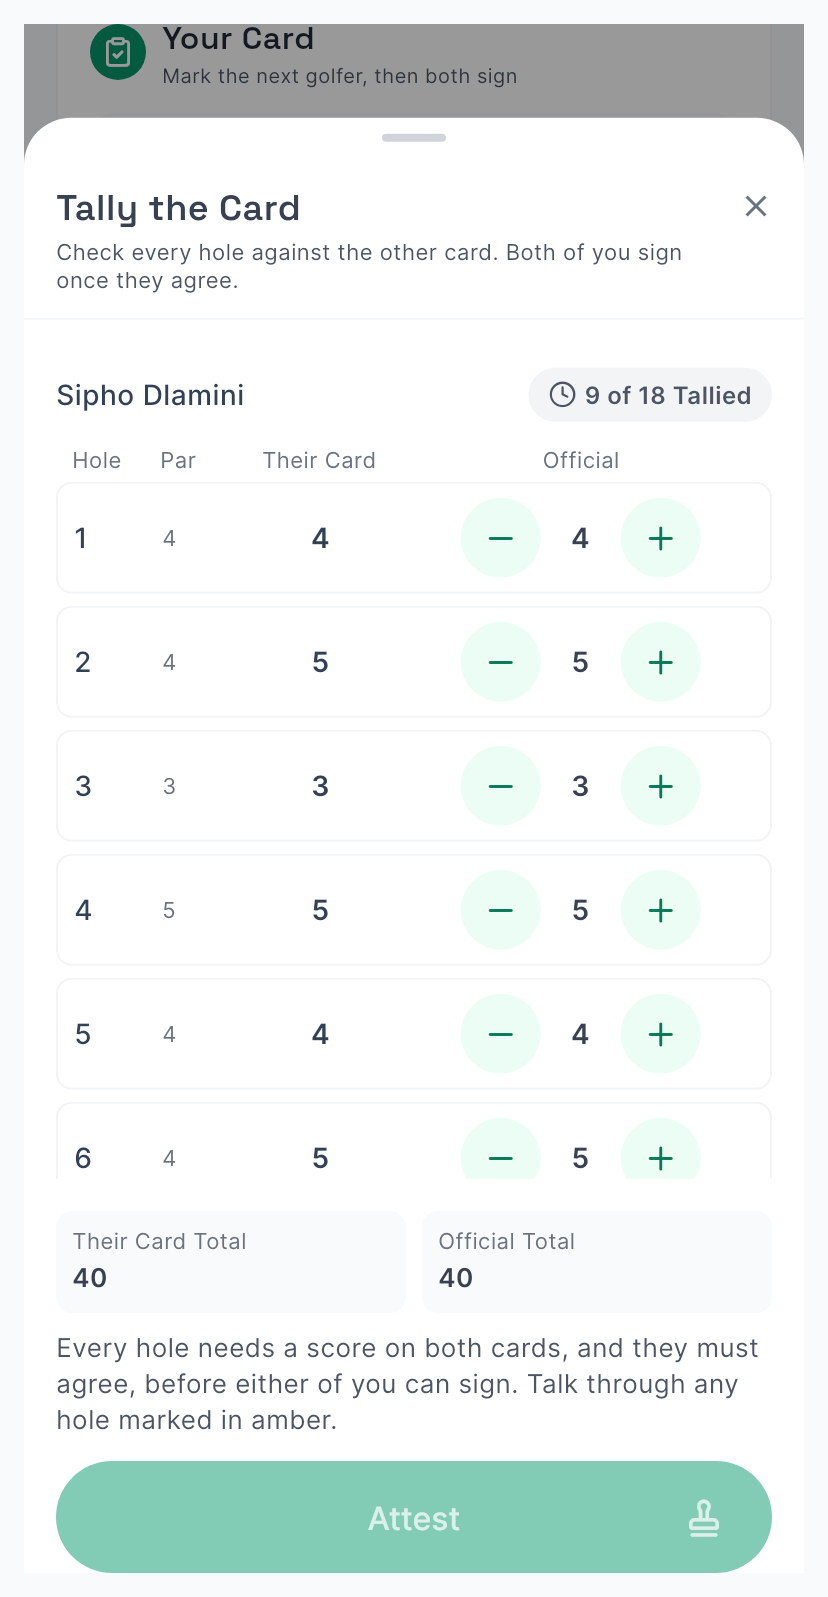 Your Card
Mark the next golfer, then both sign
Tally the Card
Check every hole against the other card. Both of you sign
once they agree.
Sipho Dlamini
9 of 18 Tallied
Hole Par Their Card Official
1 4 4 − 4 +
2 4 5 − 5 +
3 3 3 − 3 +
4 5 5 − 5 +
5 4 4 − 4 +
6 4 5 − 5 +
Their Card Total Official Total
40 40
Every hole needs a score on both cards, and they must
agree, before either of you can sign. Talk through any
hole marked in amber.
Attest